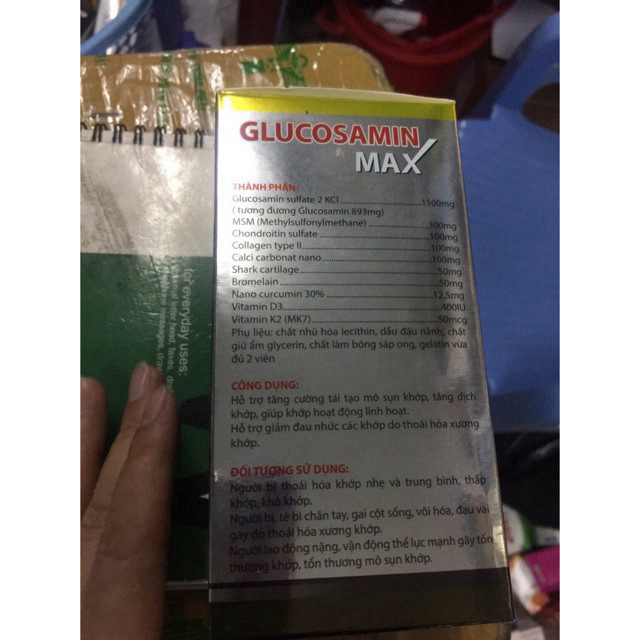 GLUCOSAMIN
MAX
THÀNH PHẦN:
Glucosamin sulfate 2 KCl..............................1500mg
( tương đương Glucosamin 893mg)
MSM (Methylsulfonylmethane)...................500mg
Chondroitin sulfate.....................................100mg
Collagen type II...........................................100mg
Calci carbonat nano....................................100mg
Shark cartilage.............................................50mg
Bromelain....................................................50mg
Nano curcumin 30%....................................12,5mg
Vitamin D3...................................................400IU
Vitamin K2 (MK7)........................................50mcg
Phụ liệu: chất nhũ hóa lecithin, dầu đậu nành, chất
giữ ẩm glycerin, chất làm bóng sáp ong, gelatin vừa
đủ 2 viên
CÔNG DỤNG:
Hỗ trợ tăng cường tái tạo mô sụn khớp, tăng dịch
khớp, giúp khớp hoạt động linh hoạt.
Hỗ trợ giảm đau nhức các khớp do thoái hóa xương
khớp.
ĐỐI TƯỢNG SỬ DỤNG:
Người bị thoái hóa khớp nhẹ và trung bình, thấp
khớp, khô khớp.
Người bị, tê bì chân tay, gai cột sống, vôi hóa, đau vai
gáy do thoái hóa xương khớp.
Người lao động nặng, vận động thể lực mạnh gây tổn
thương khớp, tổn thương mô sụn khớp.
for everyday uses:
letter head, faxes,
messages,